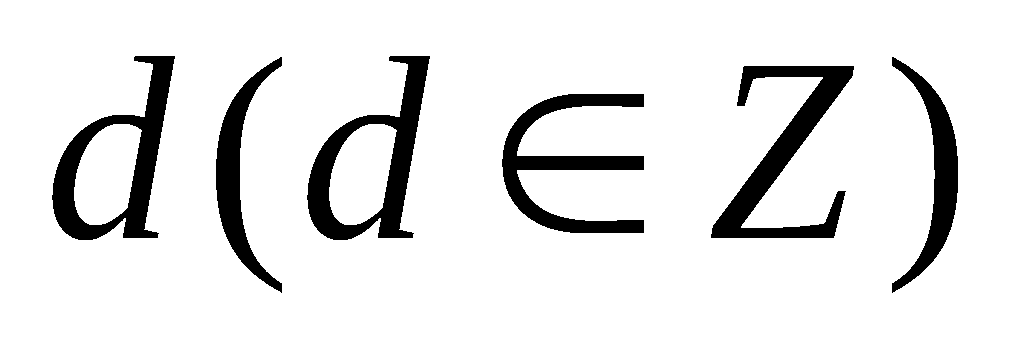 d(d ∈ Z)